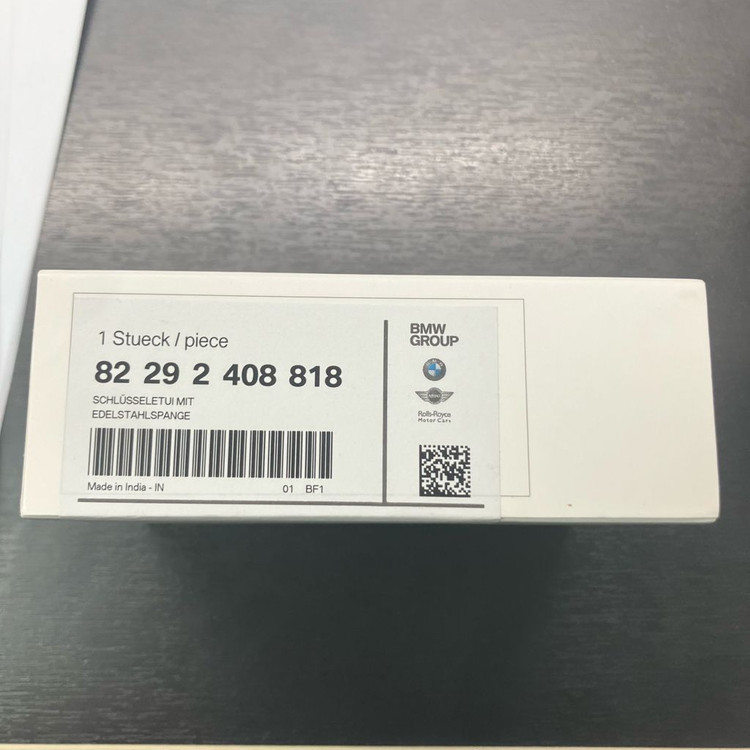 1 Stueck / piece
82 29 2 408 818
SCHLÜSSELETUI MIT
EDELSTAHLSPANGE
Made in India - IN
01 BF1
BMW
GROUP
Rolls-Royce
Motor Cars